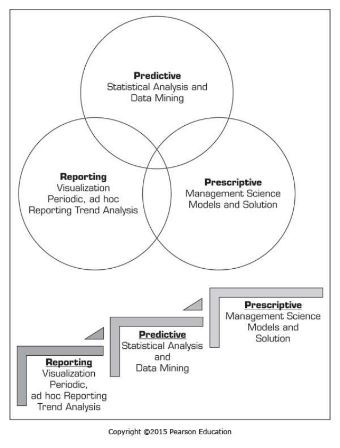 Predictive
Statistical Analysis and
Data Mining
Reporting
Visualization
Periodic, ad hoc
Reporting Trend Analysis
Prescriptive
Management Science
Models and Solution
Prescriptive
Management Science
Models and
Solution
Predictive
Statistical Analysis
and
Data Mining
Reporting
Visualization
Periodic,
ad hoc Reporting
Trend Analysis
Copyright ©2015 Pearson Education